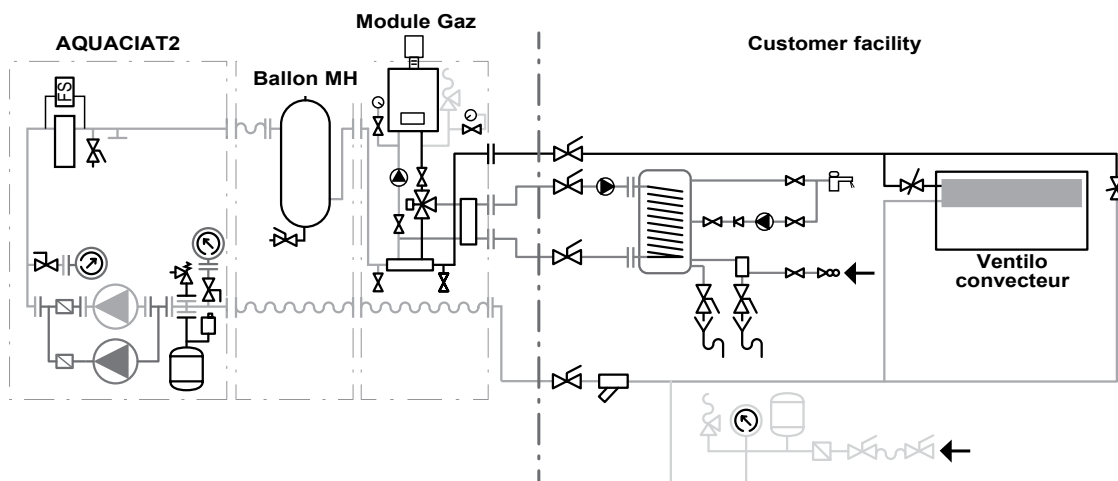 Module Gaz
AQUACIAT2
Customer facility
Ballon MH
FS
Ventilo
convecteur